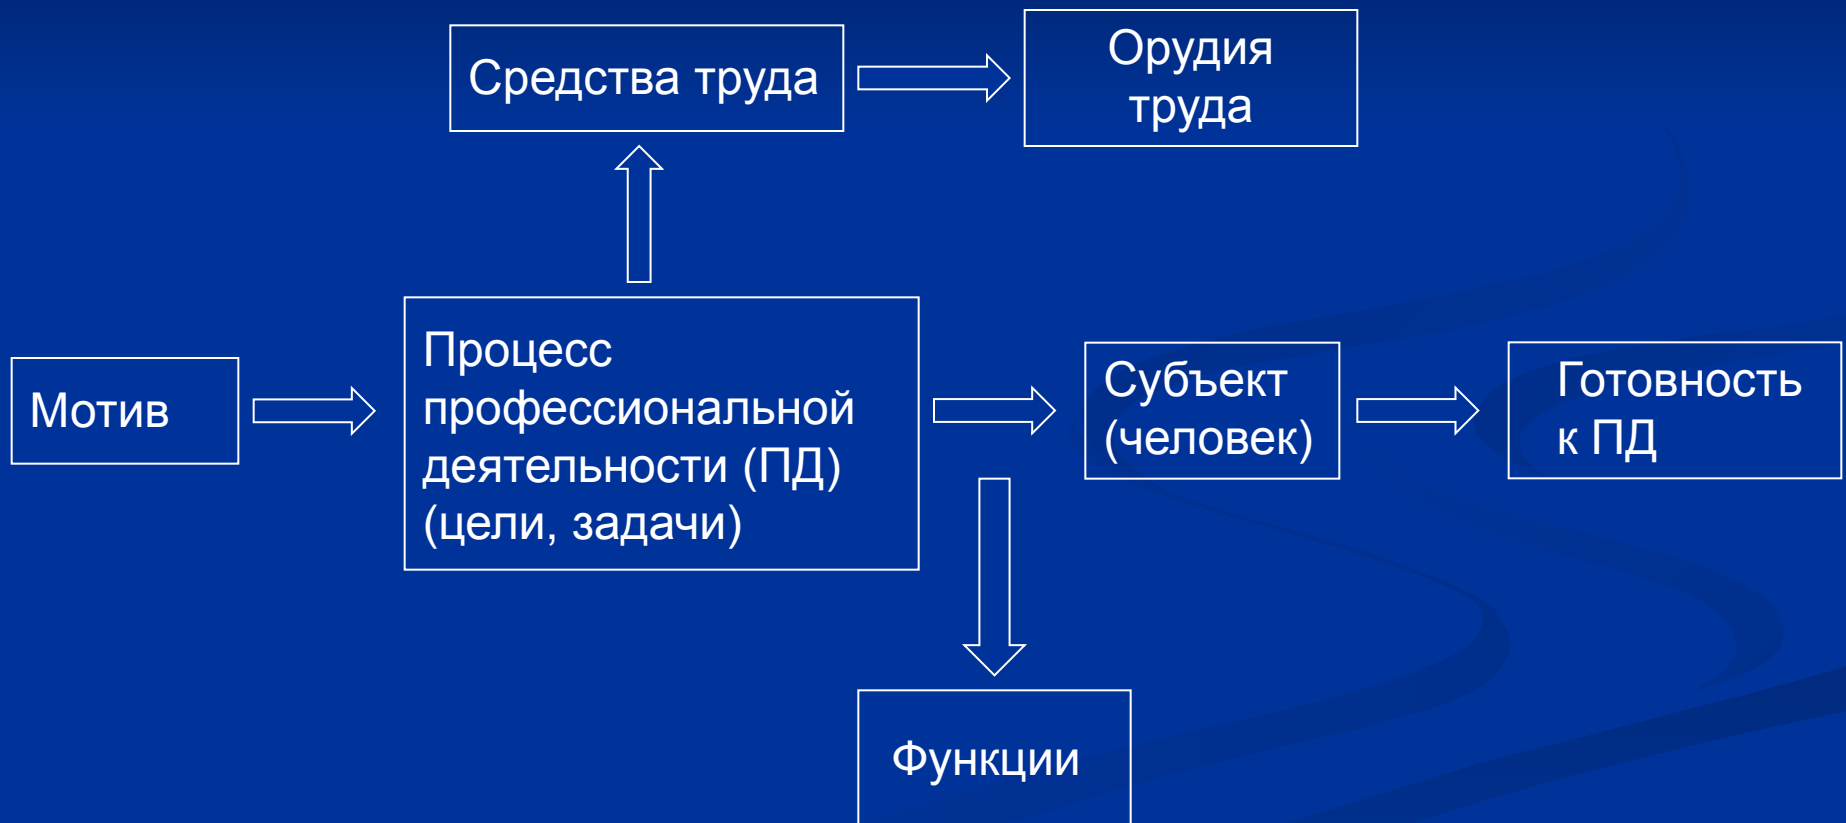 Средства труда
Орудия
труда
Мотив
Процесс
профессиональной
деятельности (ПД)
(цели, задачи)
Субъект
(человек)
Готовность
к ПД
Функции